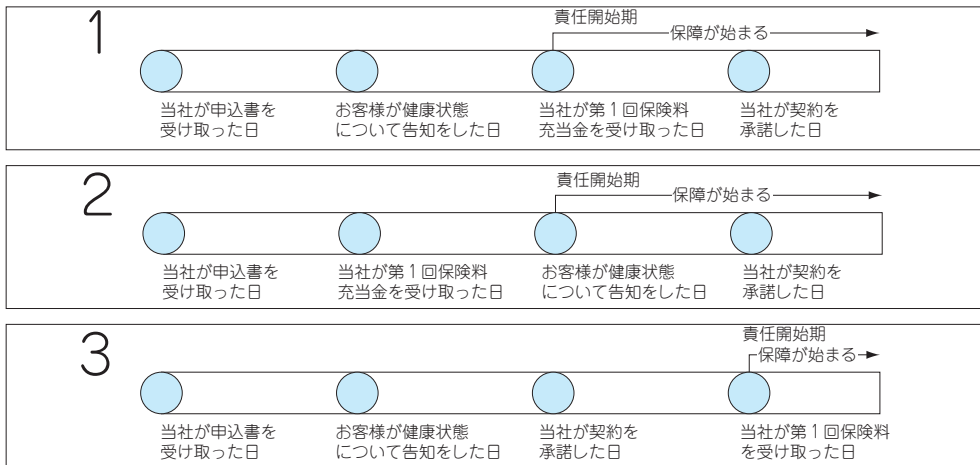 1
責任開始期
保障が始まる
当社が申込書を
受け取った日
お客様が健康状態
について告知をした日
当社が第1回保険料
充当金を受け取った日
当社が契約を
承諾した日
2
責任開始期
保障が始まる
当社が申込書を
受け取った日
当社が第1回保険料
充当金を受け取った日
お客様が健康状態
について告知をした日
当社が契約を
承諾した日
3
責任開始期
保障が始まる
当社が申込書を
受け取った日
お客様が健康状態
について告知をした日
当社が契約を
承諾した日
当社が第1回保険料
を受け取った日